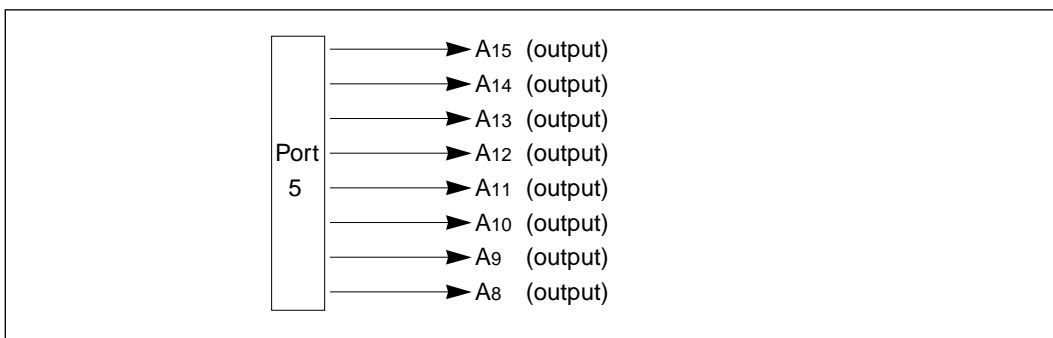 A15 (output)
A14 (output)
A13 (output)
Port
A12 (output)
5
A11 (output)
A10 (output)
A9 (output)
A8 (output)